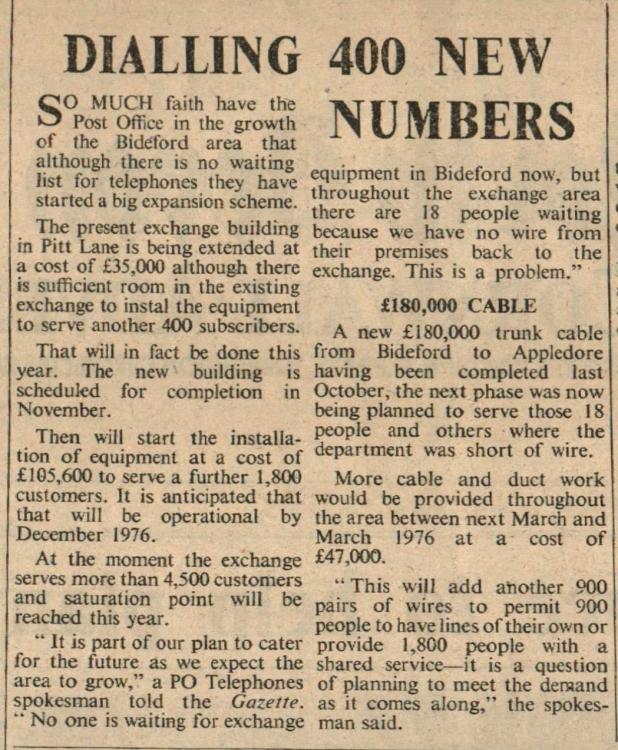 DIALLING 400 NEW
NUMBERS
SO MUCH faith have the
Post Office in the growth
of the Bideford area that
although there is no waiting
list for telephones they have
started a big expansion scheme.
The present exchange building
in Pitt Lane is being extended at
a cost of £35,000 although there
is sufficient room in the existing
exchange to instal the equipment
to serve another 400 subscribers.
That will in fact be done this
year. The new building is
scheduled for completion in
November.
Then will start the installa-
tion of equipment at a cost of
£105,600 to serve a further 1,800
customers. It is anticipated that
that will be operational by
December 1976.
At the moment the exchange
serves more than 4,500 customers
and saturation point will be
reached this year.
“ It is part of our plan to cater
for the future as we expect the
area to grow,” a PO Telephones
spokesman told the Gazette.
“ No one is waiting for exchange
equipment in Bideford now, but
throughout the exchange area
there are 18 people waiting
because we have no wire from
their premises back to the
exchange. This is a problem.”
£180,000 CABLE
A new £180,000 trunk cable
from Bideford to Appledore
having been completed last
October, the next phase was now
being planned to serve those 18
people and others where the
department was short of wire.
More cable and duct work
would be provided throughout
the area between next March and
March 1976 at a cost of
£47,000.
“ This will add another 900
pairs of wires to permit 900
people to have lines of their own or
provide 1,800 people with a
shared service—it is a question
of planning to meet the demand
as it comes along,” the spokes-
man said.